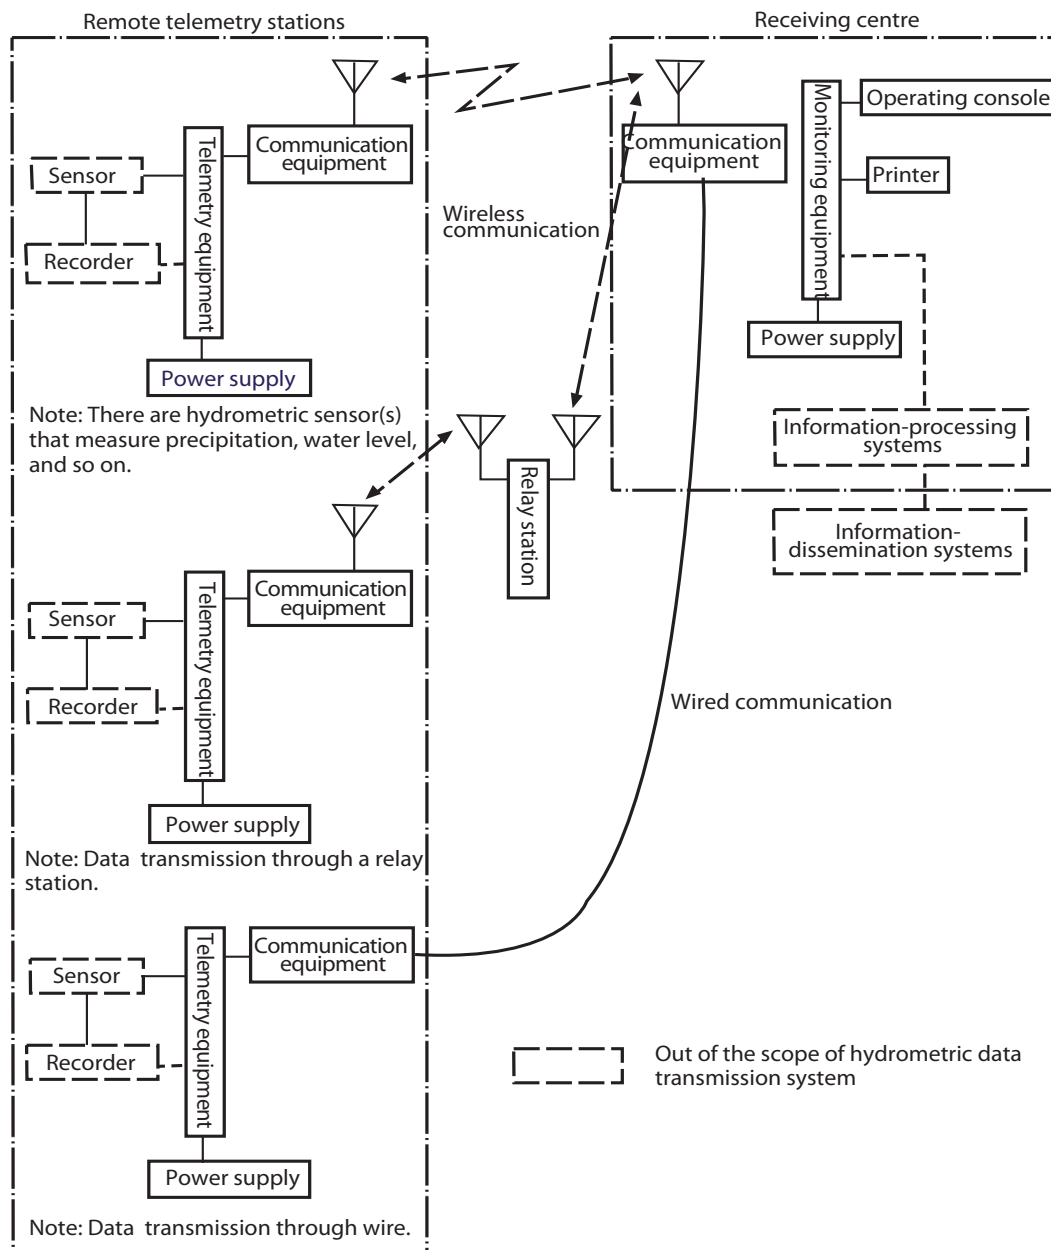 Remote telemetry stations
Communication
equipment
Telemetry equipment
Sensor
Recorder
Power supply
Note: There are hydrometric sensor(s)
that measure precipitation, water level,
and so on.
Communication
equipment
Telemetry equipment
Sensor
Recorder
Power supply
Note: Data transmission through a relay
station.
Communication
equipment
Telemetry equipment
Sensor
Recorder
Power supply
Note: Data transmission through wire.
Wireless
communication
Relay station
Receiving centre
Communication
equipment
Monitoring equipment
Operating console
Printer
Power supply
Information-processing
systems
Information-
dissemination systems
Wired communication
Out of the scope of hydrometric data
transmission system